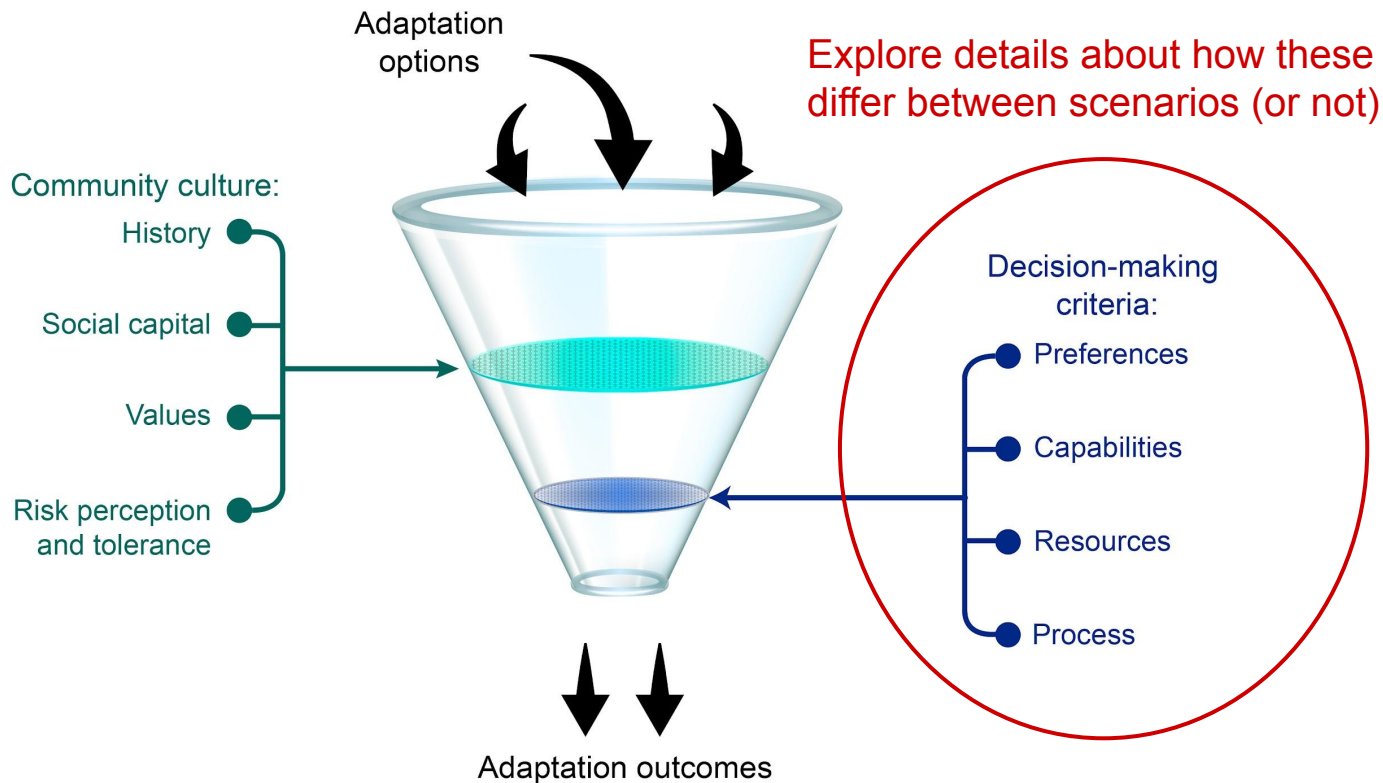 Adaptation
options
Explore details about how these
differ between scenarios (or not)
Community culture:
History
Social capital
Values
Risk perception
and tolerance
Decision-making
criteria:
Preferences
Capabilities
Resources
Process
Adaptation outcomes